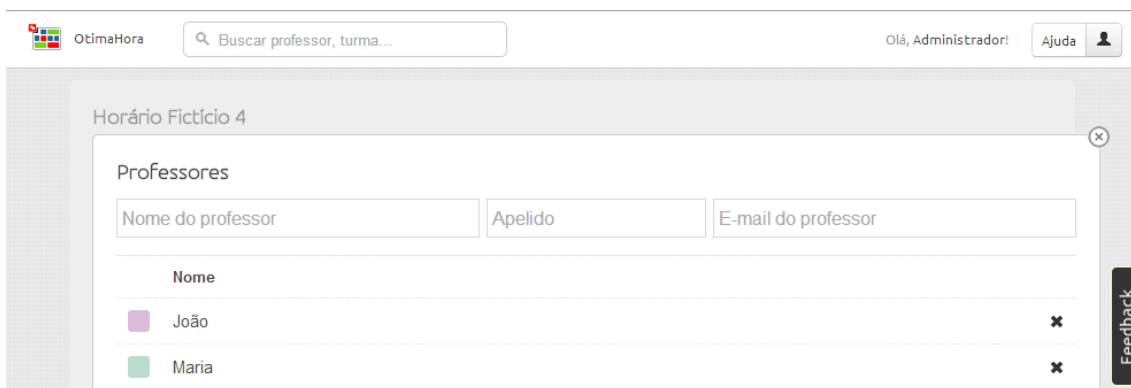 OtimaHora
Buscar professor, turma...
Olá, Administrador!
Ajuda
Horário Fictício 4
Professores
Nome do professor
Apelido
E-mail do professor
Nome
João
Maria
Feedback